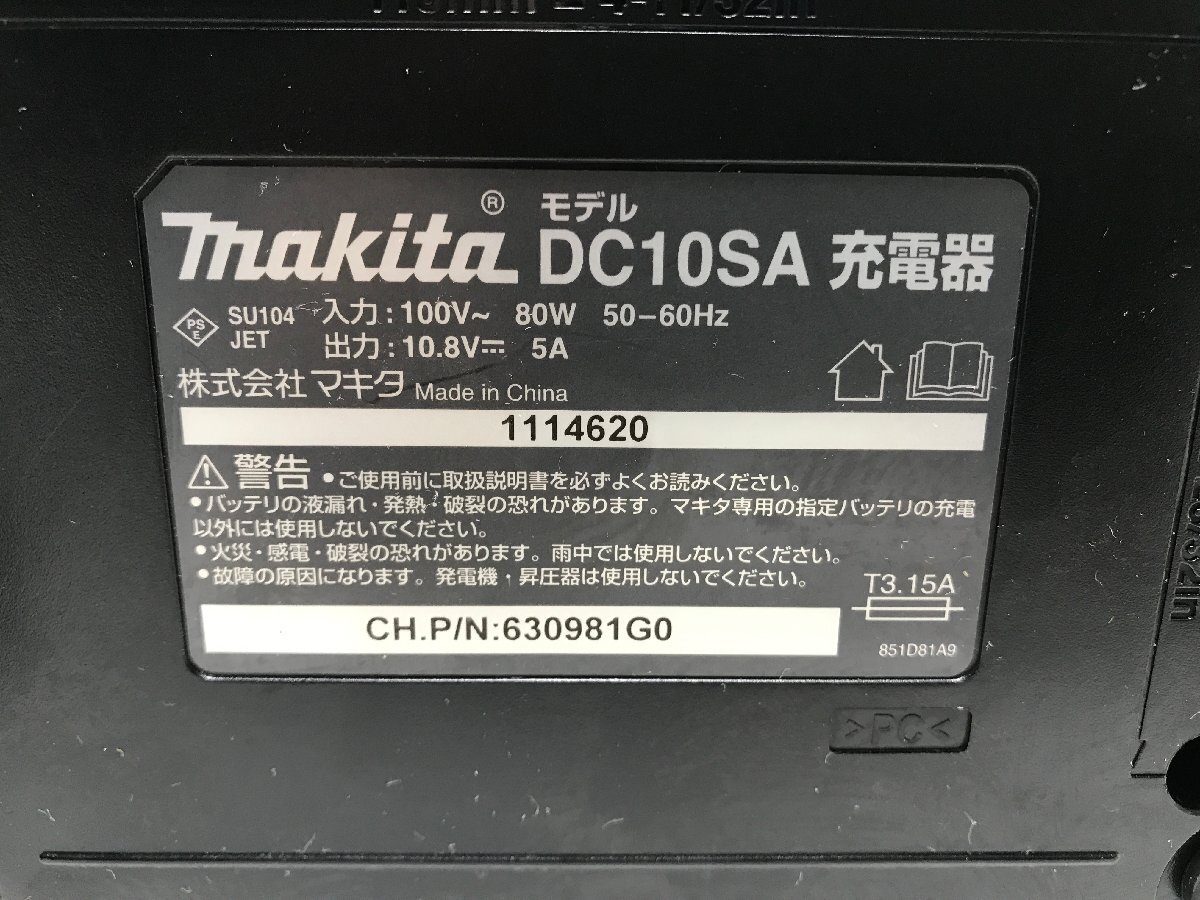 makita® モデル DC10SA 充電器
PS E SU104 JET
入力:100V~ 80W 50-60Hz
出力:10.8V⎓ 5A
株式会社マキタ Made in China
1114620
⚠警告 •ご使用前に取扱説明書を必ずよくお読みください。
•バッテリの液漏れ・発熱・破裂の恐れがあります。マキタ専用の指定バッテリの充電
以外には使用しないでください。
•火災・感電・破裂の恐れがあります。雨中では使用しないでください。
•故障の原因になります。発電機・昇圧器は使用しないでください。
T3.15A
CH.P/N:630981G0
851D81A9
>PC<